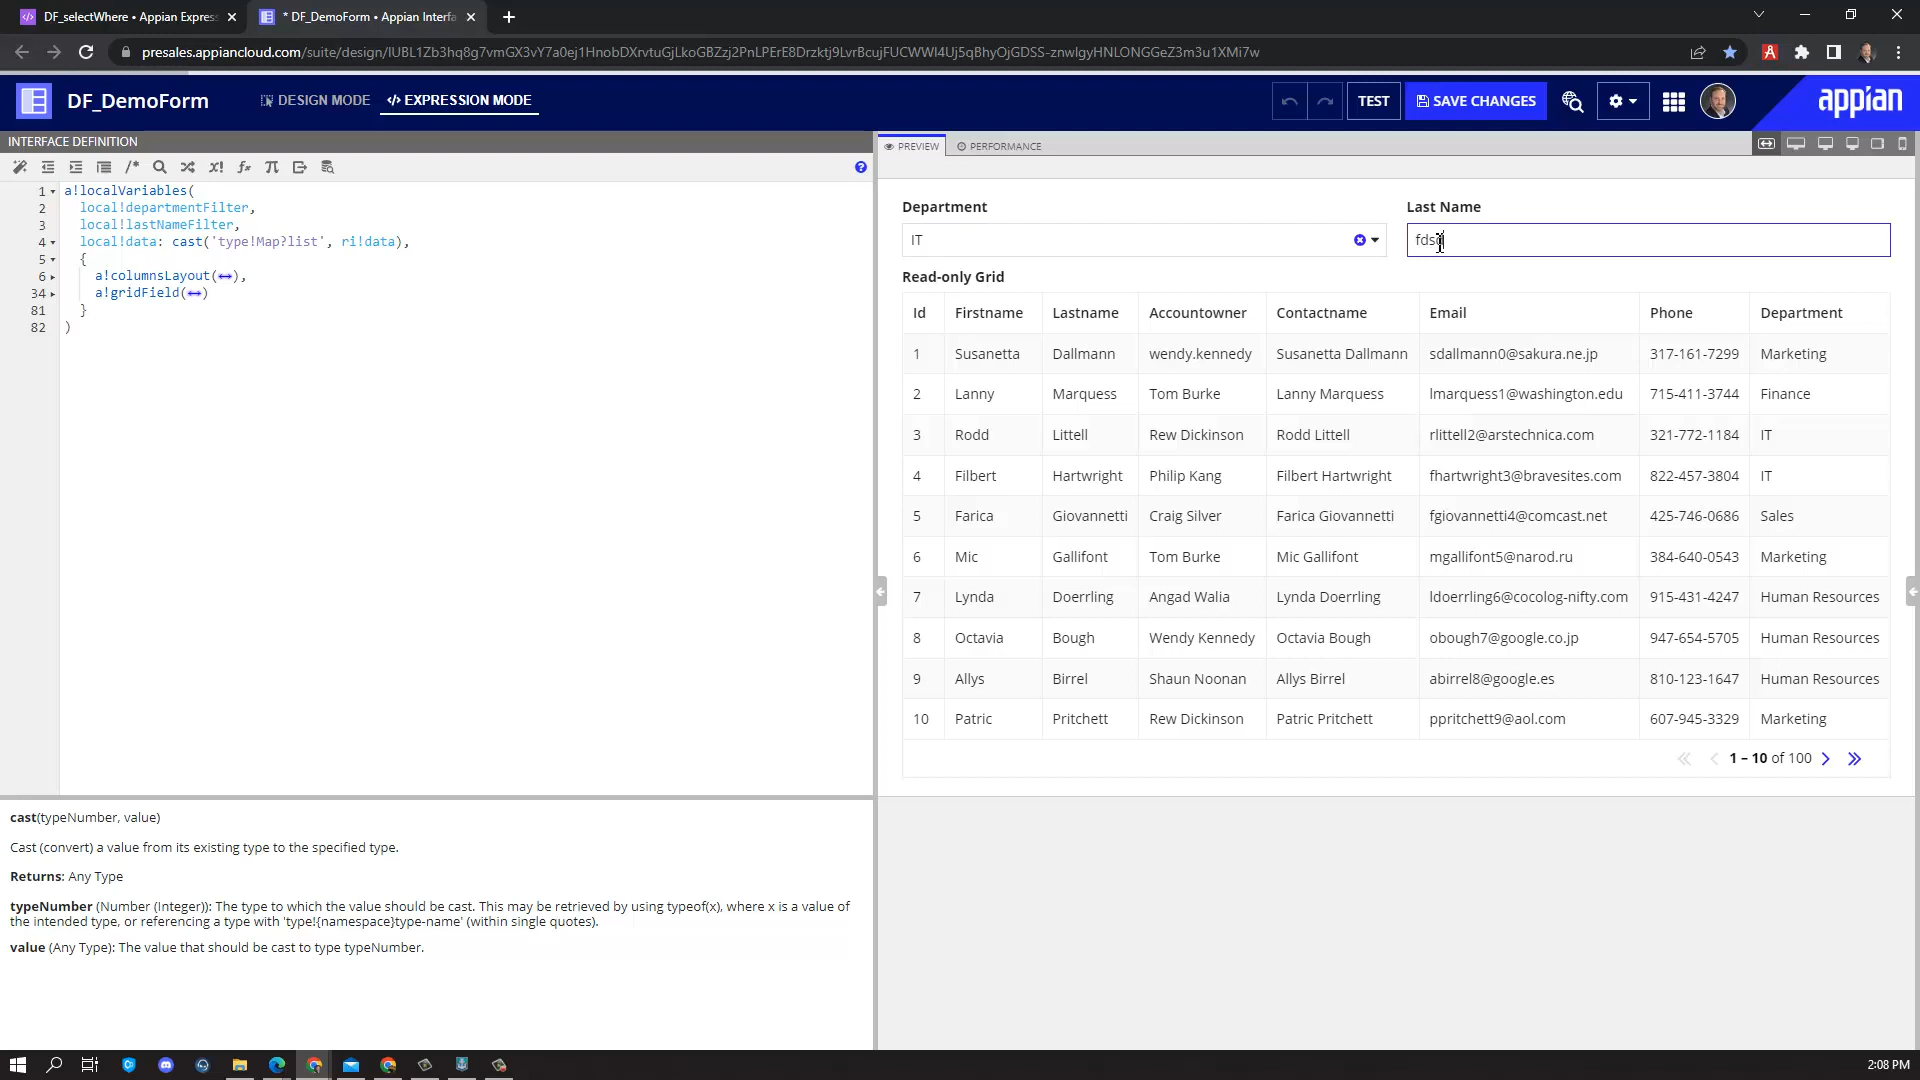 DF_selectWhere • Appian Express
* DF_DemoForm • Appian Interfa
presales.appiancloud.com/suite/design/
DF_DemoForm
DESIGN MODE
EXPRESSION MODE
TEST
SAVE CHANGES
appian
INTERFACE DEFINITION
PREVIEW
PERFORMANCE
1 a!localVariables(
2 local!departmentFilter,
3 local!lastNameFilter,
4 local!data: cast('type!Map?list', ri!data),
5 {
6 a!columnsLayout(↔),
34 a!gridField(↔)
81 }
82 )
Department Last Name
IT
Read-only Grid
Id Firstname Lastname Accountowner Contactname Email Phone Department
1 Susanetta Dallmann wendy.kennedy Susanetta Dallmann sdallmann0@sakura.ne.jp 317-161-7299 Marketing
2 Lanny Marquess Tom Burke Lanny Marquess lmarquess1@washington.edu 715-411-3744 Finance
3 Rodd Littell Rew Dickinson Rodd Littell rlittell2@arstechnica.com 321-772-1184 IT
4 Filbert Hartwright Philip Kang Filbert Hartwright fhartwright3@bravesites.com 822-457-3804 IT
5 Farica Giovannetti Craig Silver Farica Giovannetti fgiovannetti4@comcast.net 425-746-0686 Sales
6 Mic Gallifont Tom Burke Mic Gallifont mgallifont5@narod.ru 384-640-0543 Marketing
7 Lynda Doerrling Angad Walia Lynda Doerrling ldoerrling6@cocolog-nifty.com 915-431-4247 Human Resources
8 Octavia Bough Wendy Kennedy Octavia Bough obough7@google.co.jp 947-654-5705 Human Resources
9 Allys Birrel Shaun Noonan Allys Birrel abirrel8@google.es 810-123-1647 Human Resources
10 Patric Pritchett Rew Dickinson Patric Pritchett ppritchett9@aol.com 607-945-3329 Marketing
1 – 10 of 100
cast(typeNumber, value)
Cast (convert) a value from its existing type to the specified type.
Returns: Any Type
typeNumber (Number (Integer)): The type to which the value should be cast. This may be retrieved by using typeof(x), where x is a value of
the intended type, or referencing a type with 'type!{namespace}type-name' (within single quotes).
value (Any Type): The value that should be cast to type typeNumber.
2:08 PM